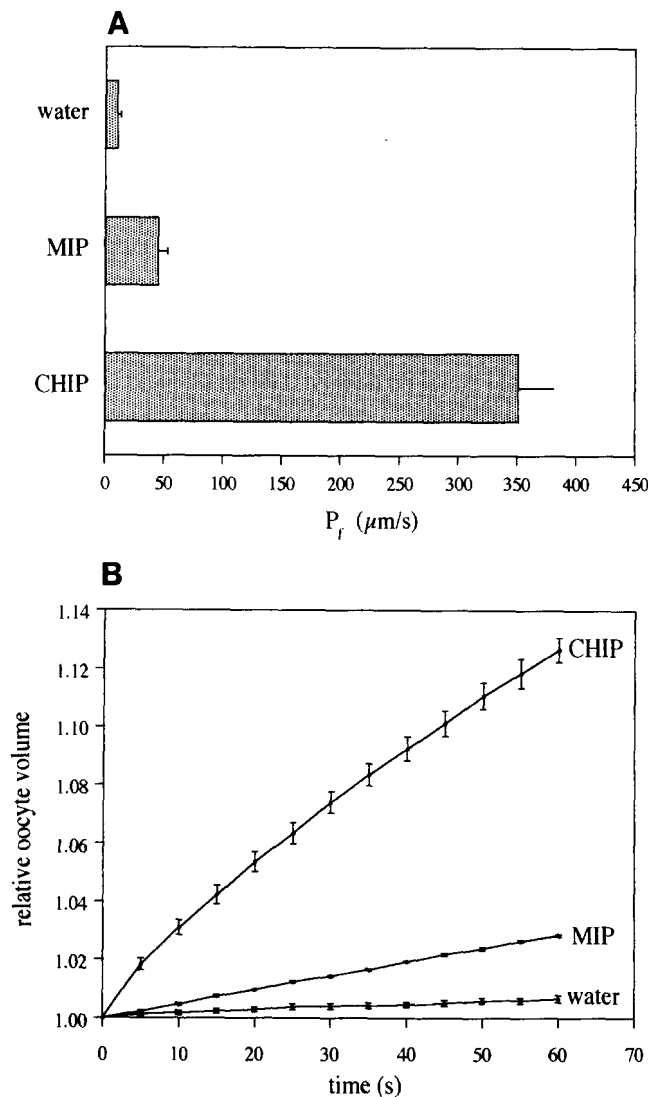 A
water
MIP
CHIP
0 50 100 150 200 250 300 350 400 450
P_f (μm/s)
B
1.14
1.12
1.10
1.08
1.06
1.04
1.02
1.00
relative oocyte volume
CHIP
MIP
water
0 10 20 30 40 50 60 70
time (s)